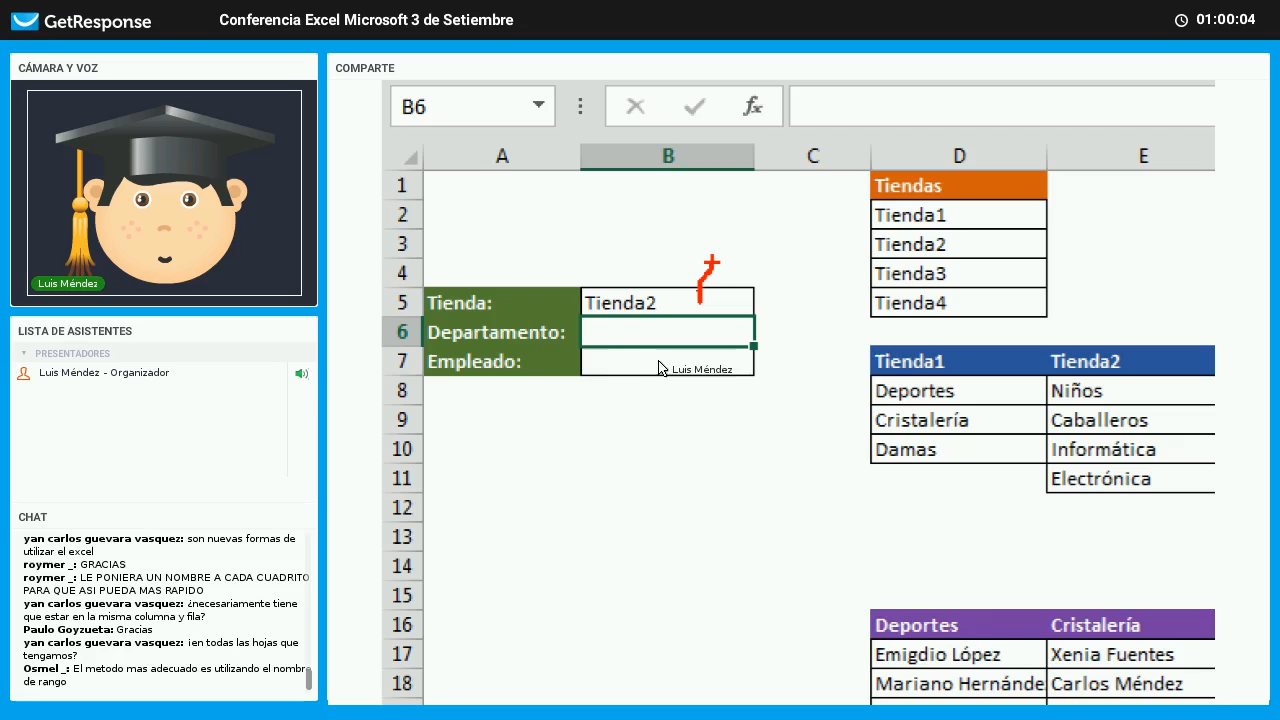 GetResponse
Conferencia Excel Microsoft 3 de Setiembre
01:00:04
CÁMARA Y VOZ
Luis Méndez
LISTA DE ASISTENTES
PRESENTADORES
Luis Méndez - Organizador
CHAT
yan carlos guevara vasquez: son nuevas formas de
utilizar el excel
roymer _: GRACIAS
roymer _: LE PONIERA UN NOMBRE A CADA CUADRITO
PARA QUE ASI PUEDA MAS RAPIDO
yan carlos guevara vasquez: ¿necesariamente tiene
que estar en la misma columna y fila?
Paulo Goyzueta: Gracias
yan carlos guevara vasquez: ¡en todas las hojas que
tengamos?
Osmel _: El metodo mas adecuado es utilizando el nombre
de rango
COMPARTE
B6 fx
A B C D E
1 Tiendas
2 Tienda1
3 Tienda2
4 Tienda3
5 Tienda: Tienda2 Tienda4
6 Departamento:
7 Empleado: Luis Méndez Tienda1 Tienda2
8 Deportes Niños
9 Cristalería Caballeros
10 Damas Informática
11 Electrónica
12
13
14
15
16 Deportes Cristalería
17 Emigdio López Xenia Fuentes
18 Mariano Hernánde Carlos Méndez